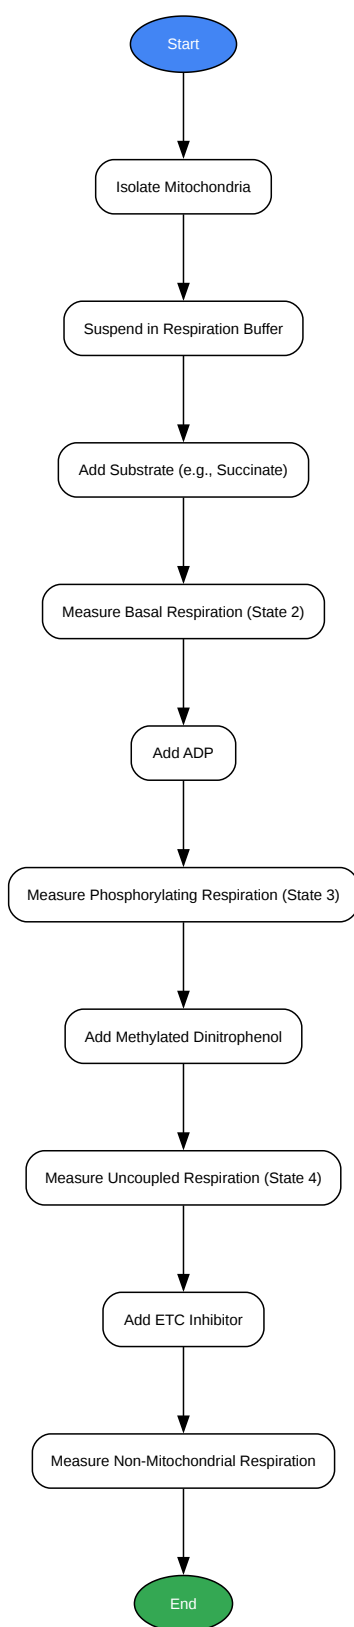 Start
Isolate Mitochondria
Suspend in Respiration Buffer
Add Substrate (e.g., Succinate)
Measure Basal Respiration (State 2)
Add ADP
Measure Phosphorylating Respiration (State 3)
Add Methylated Dinitrophenol
Measure Uncoupled Respiration (State 4)
Add ETC Inhibitor
Measure Non-Mitochondrial Respiration
End